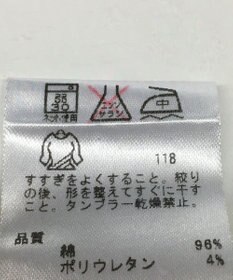 ネット使用
エンソ
サラシ
中
118
すすぎをよくすること。絞り
の後、形を整えてすぐに干す
こと。タンブラー乾燥禁止。
品質
綿 96%
ポリウレタン 4%